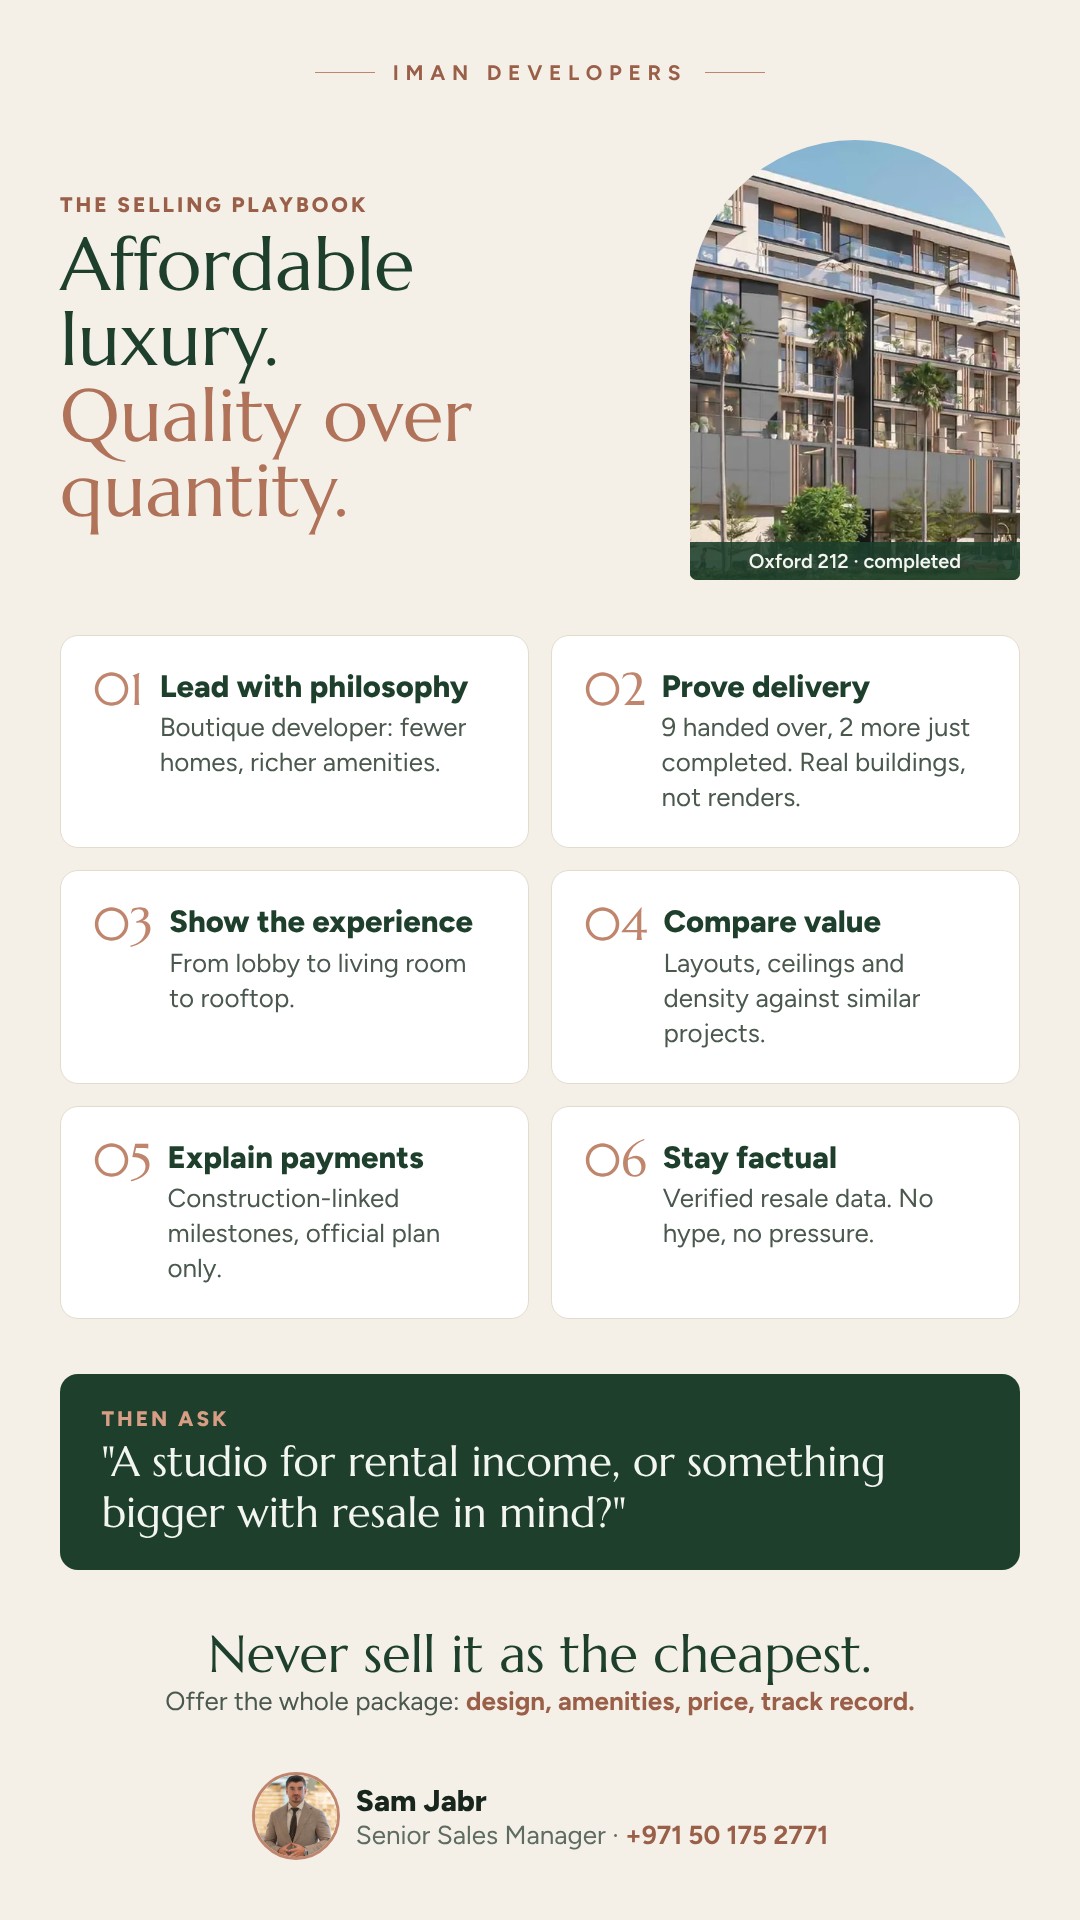 IMAN DEVELOPERS
THE SELLING PLAYBOOK
Affordable
luxury.
Quality over
quantity.
Oxford 212 · completed
01 Lead with philosophy
Boutique developer: fewer
homes, richer amenities.
02 Prove delivery
9 handed over, 2 more just
completed. Real buildings,
not renders.
03 Show the experience
From lobby to living room
to rooftop.
04 Compare value
Layouts, ceilings and
density against similar
projects.
05 Explain payments
Construction-linked
milestones, official plan
only.
06 Stay factual
Verified resale data. No
hype, no pressure.
THEN ASK
"A studio for rental income, or something
bigger with resale in mind?"
Never sell it as the cheapest.
Offer the whole package: design, amenities, price, track record.
Sam Jabr
Senior Sales Manager · +971 50 175 2771